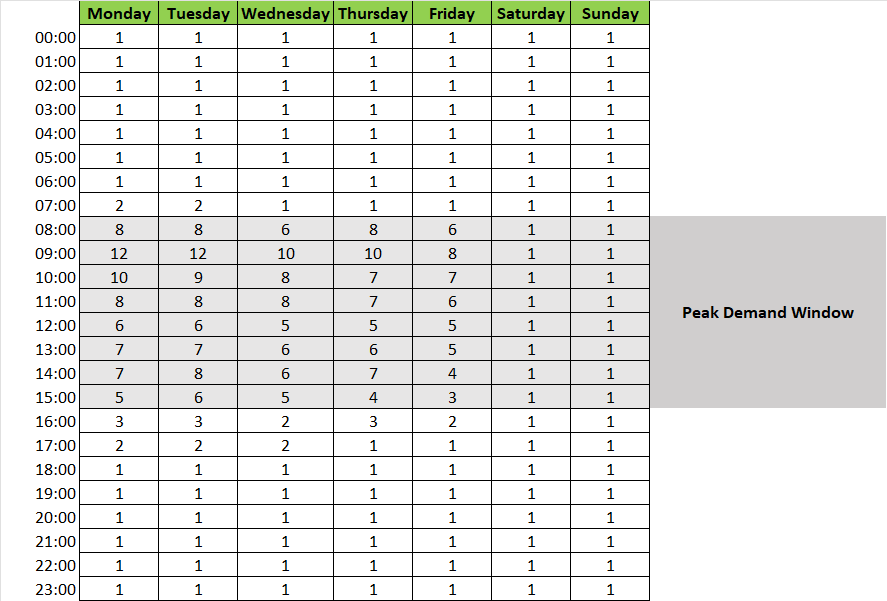 Monday Tuesday Wednesday Thursday Friday Saturday Sunday
00:00 1 1 1 1 1 1 1
01:00 1 1 1 1 1 1 1
02:00 1 1 1 1 1 1 1
03:00 1 1 1 1 1 1 1
04:00 1 1 1 1 1 1 1
05:00 1 1 1 1 1 1 1
06:00 1 1 1 1 1 1 1
07:00 2 2 1 1 1 1 1
08:00 8 8 6 8 6 1 1
09:00 12 12 10 10 8 1 1
10:00 10 9 8 7 7 1 1
11:00 8 8 8 7 6 1 1
12:00 6 6 5 5 5 1 1
Peak Demand Window
13:00 7 7 6 6 5 1 1
14:00 7 8 6 7 4 1 1
15:00 5 6 5 4 3 1 1
16:00 3 3 2 3 2 1 1
17:00 2 2 2 1 1 1 1
18:00 1 1 1 1 1 1 1
19:00 1 1 1 1 1 1 1
20:00 1 1 1 1 1 1 1
21:00 1 1 1 1 1 1 1
22:00 1 1 1 1 1 1 1
23:00 1 1 1 1 1 1 1